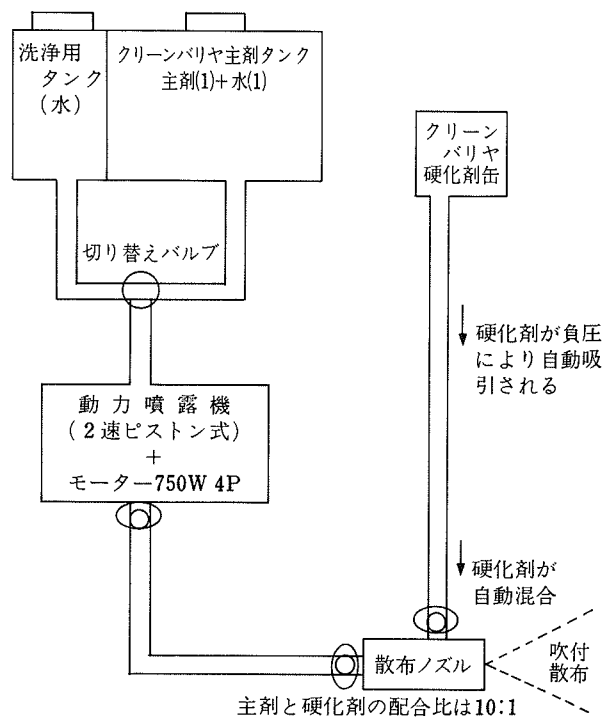 洗浄用
タンク
(水)
クリーンバリヤ主剤タンク
主剤(1)+水(1)
クリーン
バリヤ
硬化剤缶
切り替えバルブ
硬化剤が負圧
により自動吸
引される
動力噴露機
(2速ピストン式)
+
モーター750W 4P
硬化剤が
自動混合
散布ノズル
吹付
散布
主剤と硬化剤の配合比は10:1